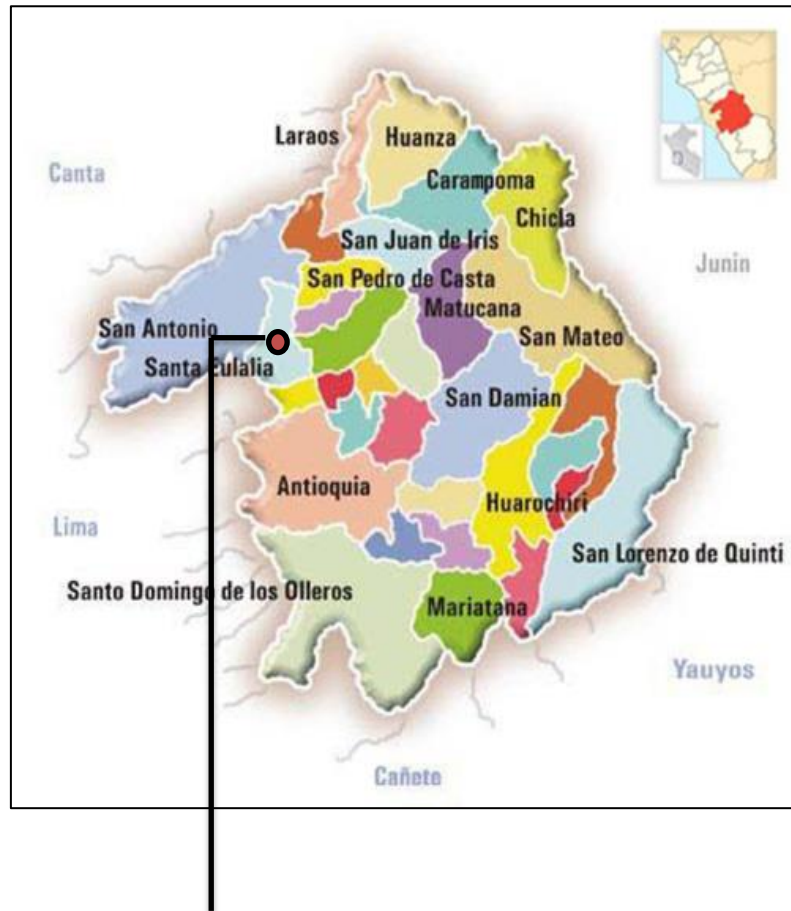 Laraos
Huanza
Canta
Carampoma
Chicla
San Juan de Iris
Junin
San Pedro de Casta
Matucana
San Antonio
San Mateo
Santa Eulalia
San Damian
Antioquia
Huarochiri
Lima
San Lorenzo de Quinti
Santo Domingo de los Olleros
Mariatana
Yauyos
Cañete